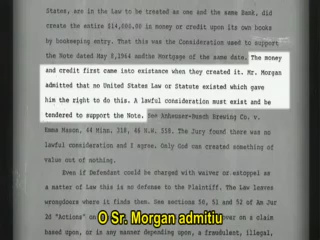 States, are in the Law to be treated as one and the same Bank, did
create the entire $14,000.00 in money or credit upon its own books
by bookkeeping entry. That this was the Consideration used to support
the Note dated May 8,1964 andthe Mortgage of the same date. The money
and credit first came into existance when they created it. Mr. Morgan
admitted that no United States Law or Statute existed which gave
him the right to do this. A lawful consideration must exist and be
tendered to support the Note. See Anheuser-Busch Brewing Co. v.
Emma Mason, 44 Minn. 318, 46 N.W. 558. The Jury found there was no
lawful consideration and I agree. Only God can created something of
value out of nothing.
Even if Defendant could be charged with waiver or estoppel as
a matter of Law this is no defense to the Plaintiff. The Law leaves
wrongdoers where it finds them. See sections 50, 51 and 52 of Am Jur
2d "Actions" on
cover on a claim
based upon, or in any manner depending upon, a fraudulent, illegal,
O Sr. Morgan admitiu